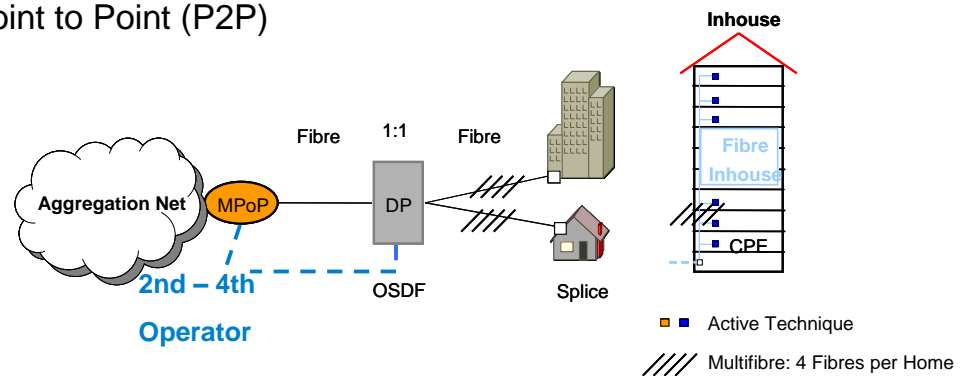 oint to Point (P2P)
Inhouse
Fibre
1:1
Fibre
Fibre
Inhouse
Aggregation Net
MPoP
DP
CPE
2nd – 4th
Operator
OSDF
Splice
Active Technique
Multifibre: 4 Fibres per Home